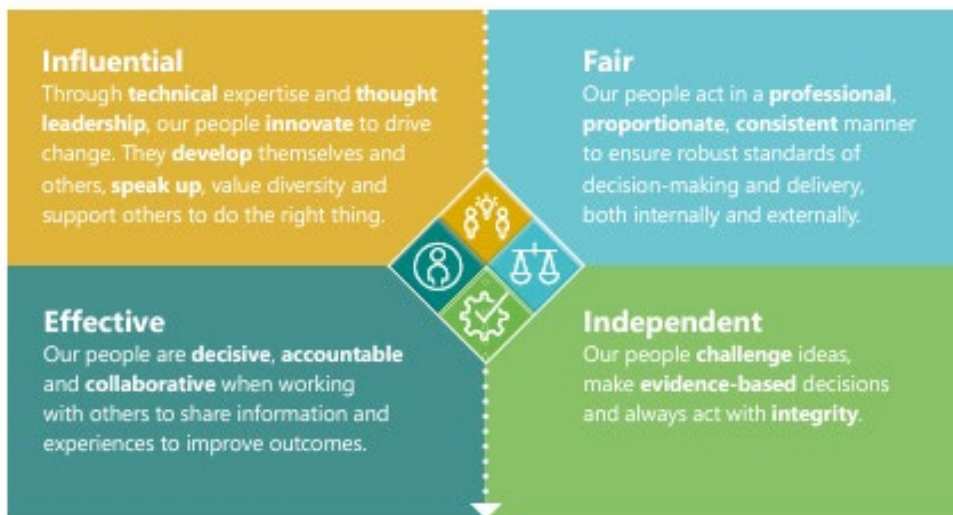 Influential
Through technical expertise and thought
leadership, our people innovate to drive
change. They develop themselves and
others, speak up, value diversity and
support others to do the right thing.
Fair
Our people act in a professional,
proportionate, consistent manner
to ensure robust standards of
decision-making and delivery,
both internally and externally.
Effective
Our people are decisive, accountable
and collaborative when working
with others to share information and
experiences to improve outcomes.
Independent
Our people challenge ideas,
make evidence-based decisions
and always act with integrity.